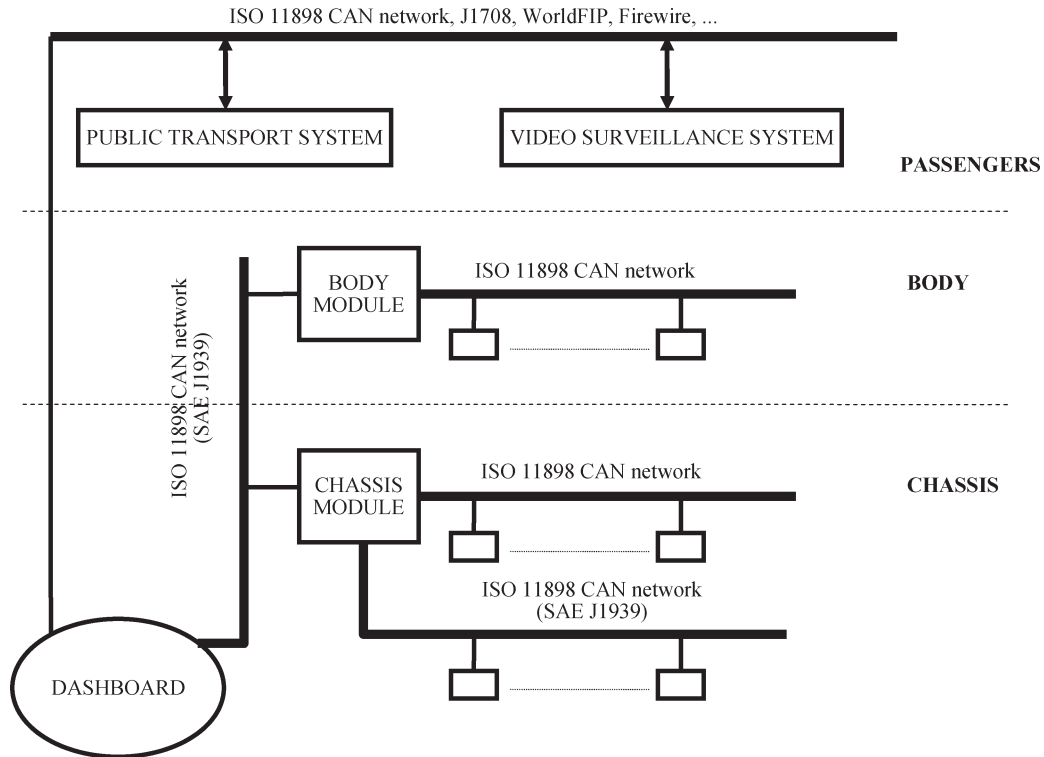 ISO 11898 CAN network, J1708, WorldFIP, Firewire, ...
PUBLIC TRANSPORT SYSTEM
VIDEO SURVEILLANCE SYSTEM
PASSENGERS
ISO 11898 CAN network
(SAE J1939)
BODY
MODULE
ISO 11898 CAN network
BODY
CHASSIS
MODULE
ISO 11898 CAN network
CHASSIS
ISO 11898 CAN network
(SAE J1939)
DASHBOARD